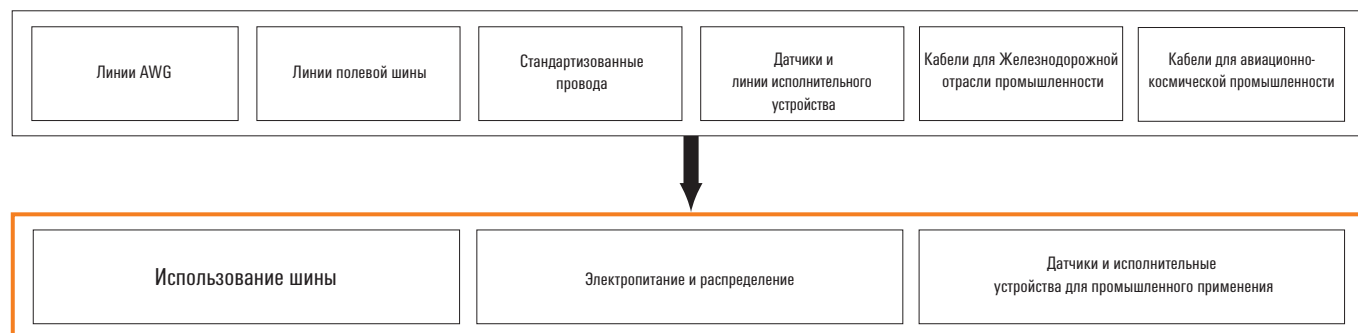 Линии AWG
Линии полевой шины
Стандартизованные
провода
Датчики и
линии исполнительного
устройства
Кабели для Железнодорожной
отрасли промышленности
Кабели для авиационно-
космической промышленности
Использование шины
Электропитание и распределение
Датчики и исполнительные
устройства для промышленного применения